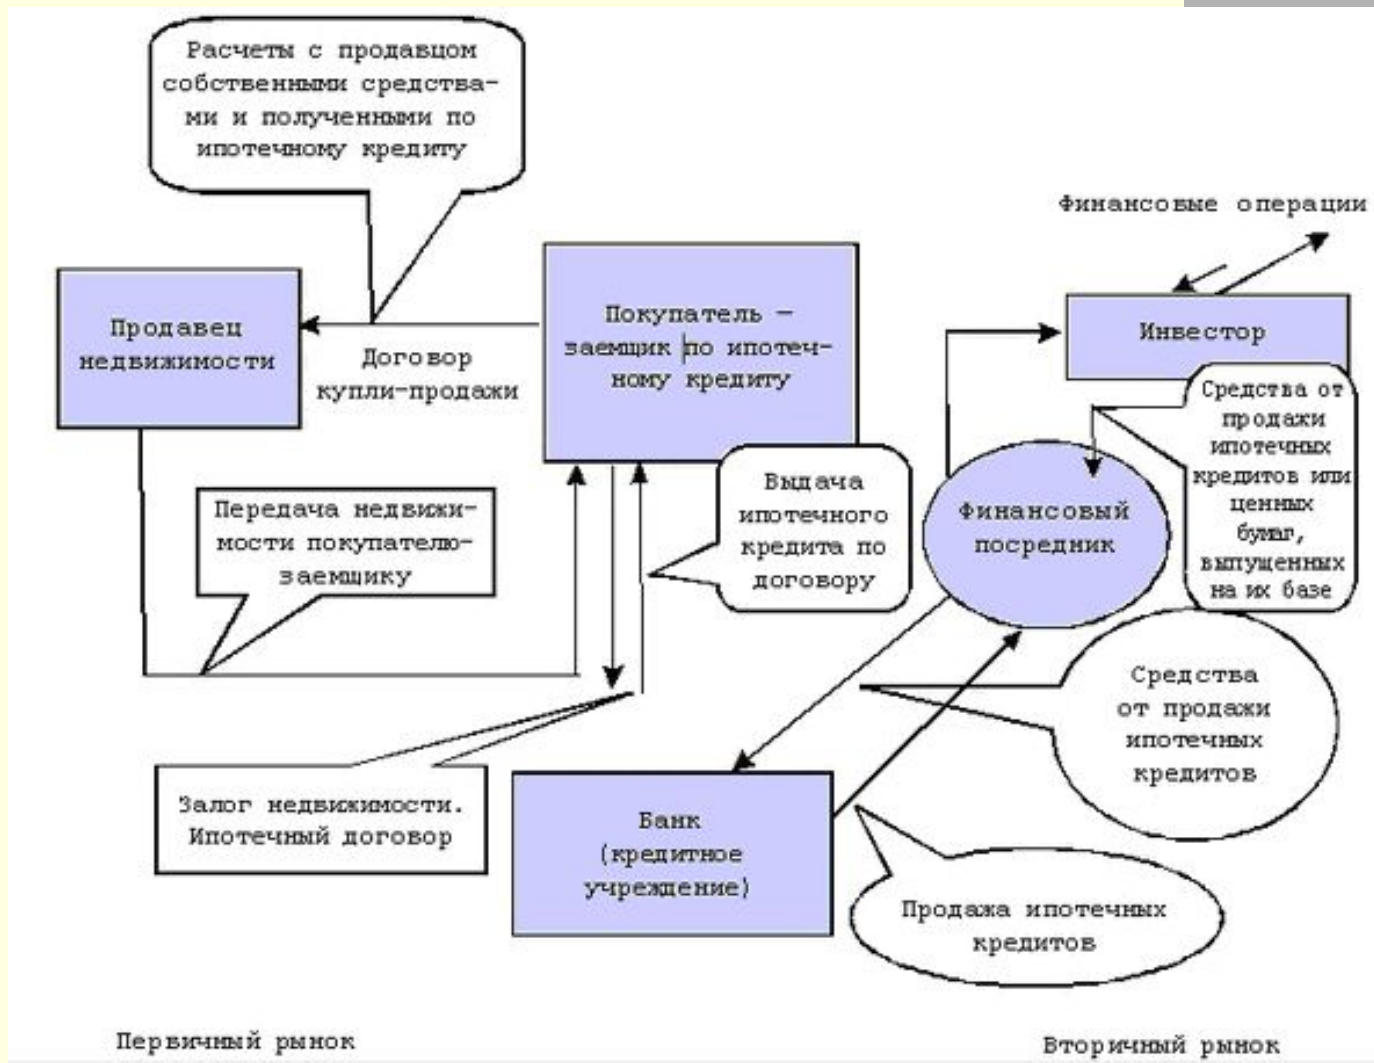 Расчеты с продавцом
собственными средства-
ми и полученными по
ипотечному кредиту
Финансовые операции
Продавец
недвижимости
Договор
купли-продажи
Покупатель —
заемщик по ипотеч-
ному кредиту
Инвестор
Средства от
продажи
ипотечных
кредитов или
ценных
бумаг,
выпущенных
на их базе
Передача недвижи-
мости покупателю-
заемщику
Выдача
ипотечного
кредита по
договору
Финансовый
посредник
Средства
от продажи
ипотечных
кредитов
Залог недвижимости.
Ипотечный договор
Банк
(кредитное
учреждение)
Продажа ипотечных
кредитов
Первичный рынок
Вторичный рынок